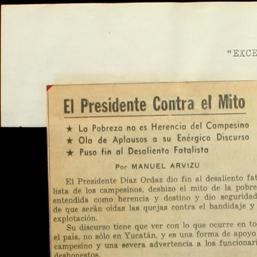 "EXCE
El Presidente Contra el Mito
★ La Pobreza no es Herencia del Campesino
★ Ola de Aplausos a su Enérgico Discurso
★ Puso fin al Desaliento Fatalista
Por MANUEL ARVIZU
El Presidente Díaz Ordaz dio fin al desaliento fat
lista de los campesinos, deshizo el mito de la pobre
entendida como herencia y destino y dio seguridad
de que serán oídas las quejas contra el bandidaje y
explotación.
Su discurso tiene que ver con lo que ocurre en to
el país, no sólo en Yucatán, y es una forma de apoyo
campesino y una severa advertencia a los funcionari
deshonestos.